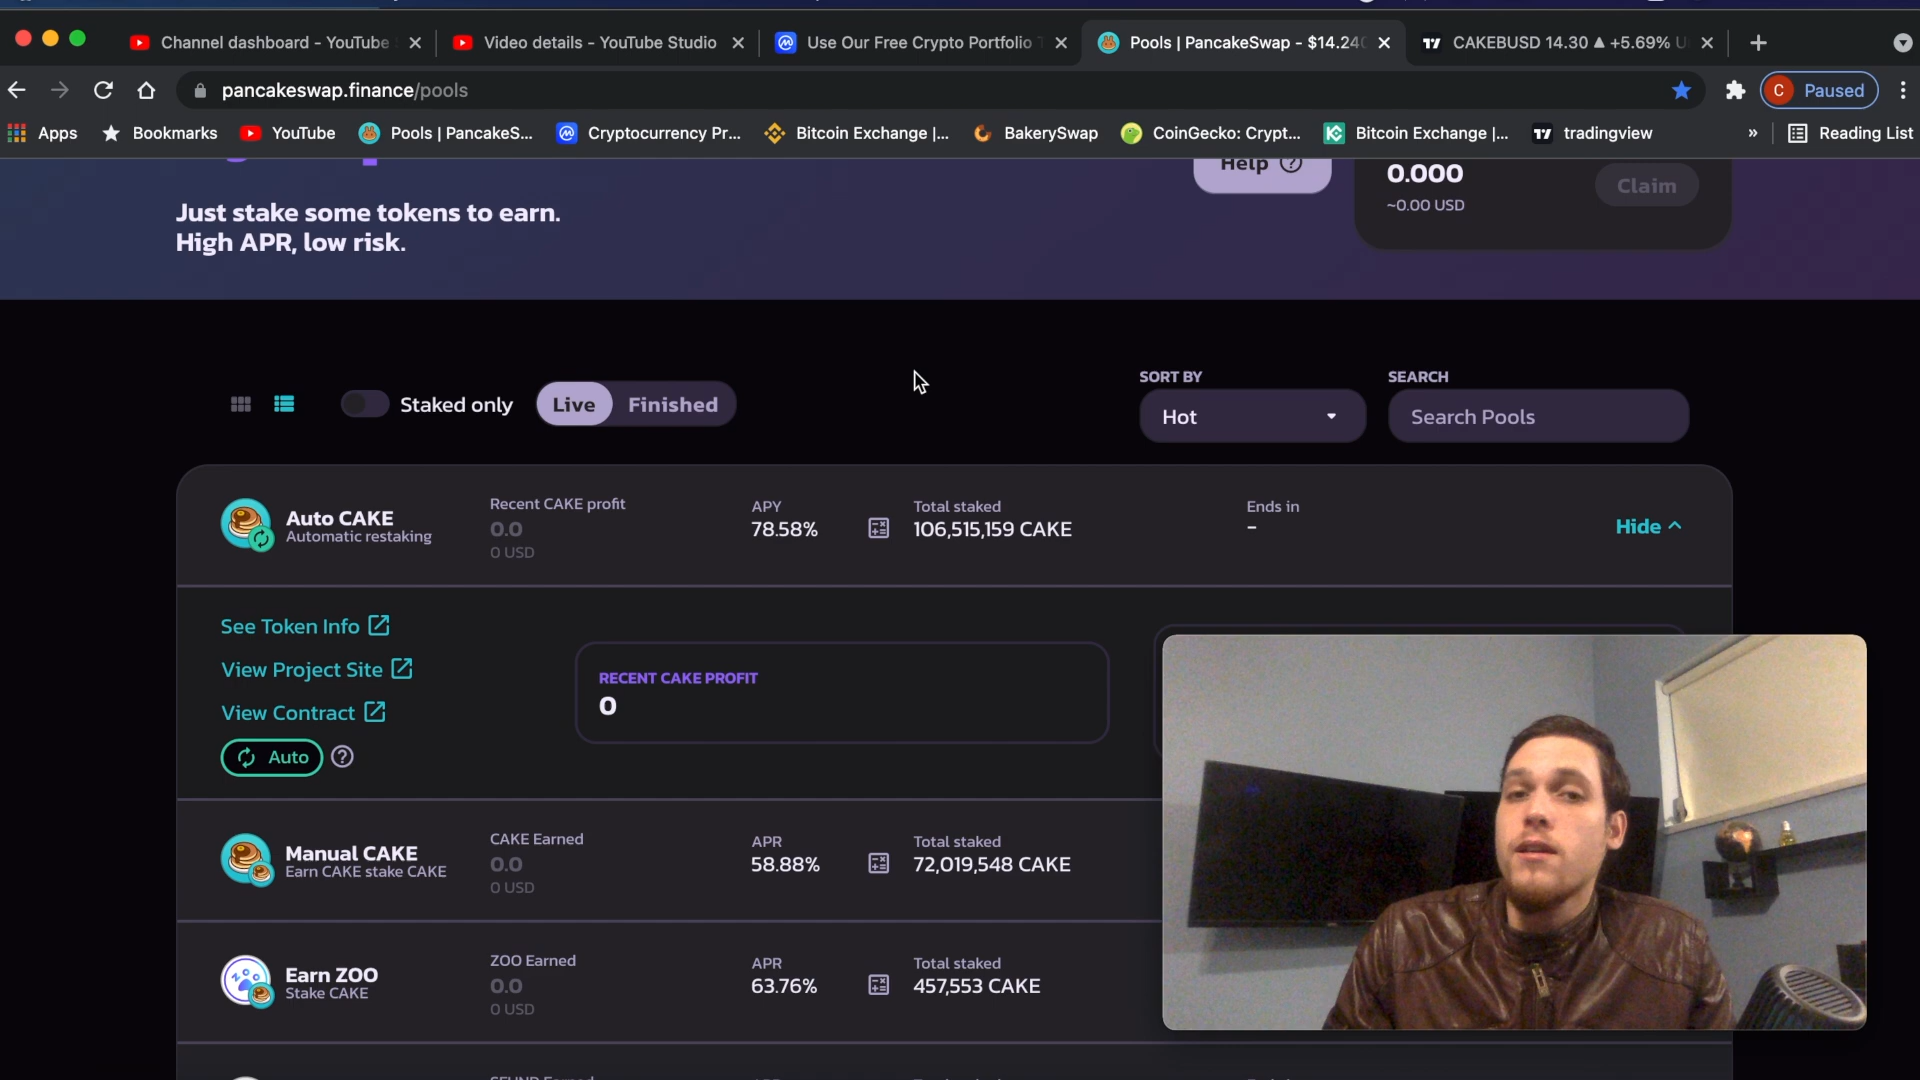 Channel dashboard - YouTube
Video details - YouTube Studio
Use Our Free Crypto Portfolio T
Pools | PancakeSwap - $14.240
CAKEBUSD 14.30 ▲ +5.69% U
pancakeswap.finance/pools
C Paused
Apps
Bookmarks
YouTube
Pools | PancakeS...
Cryptocurrency Pr...
Bitcoin Exchange |...
BakerySwap
CoinGecko: Crypt...
Bitcoin Exchange |...
tradingview
»
Reading List
Just stake some tokens to earn.
High APR, low risk.
Help
0.000
~0.00 USD
Claim
Staked only
Live
Finished
SORT BY
Hot
SEARCH
Search Pools
Auto CAKE
Automatic restaking
Recent CAKE profit
0.0
0 USD
APY
78.58%
Total staked
106,515,159 CAKE
Ends in
-
Hide
See Token Info
View Project Site
View Contract
Auto
RECENT CAKE PROFIT
0
Manual CAKE
Earn CAKE stake CAKE
CAKE Earned
0.0
0 USD
APR
58.88%
Total staked
72,019,548 CAKE
Earn ZOO
Stake CAKE
ZOO Earned
0.0
0 USD
APR
63.76%
Total staked
457,553 CAKE